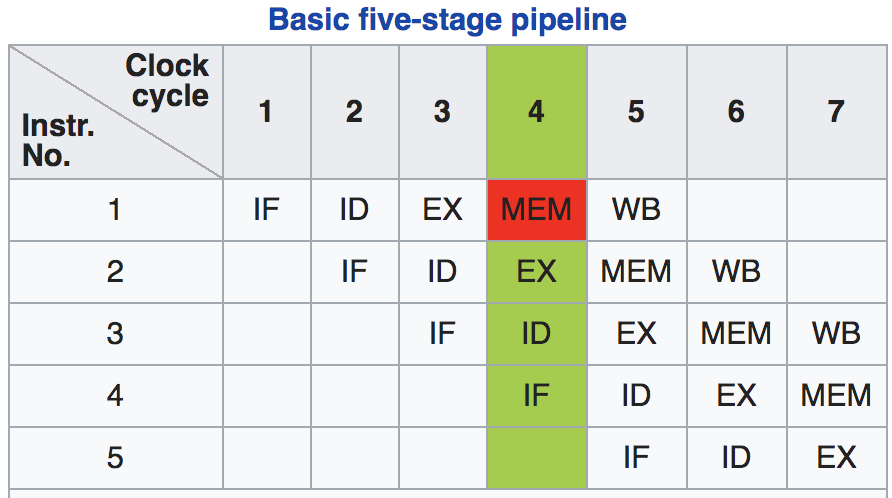 Basic five-stage pipeline
Clock
cycle
Instr.
No.
1 2 3 4 5 6 7
1 IF ID EX MEM WB
2 IF ID EX MEM WB
3 IF ID EX MEM WB
4 IF ID EX MEM
5 IF ID EX